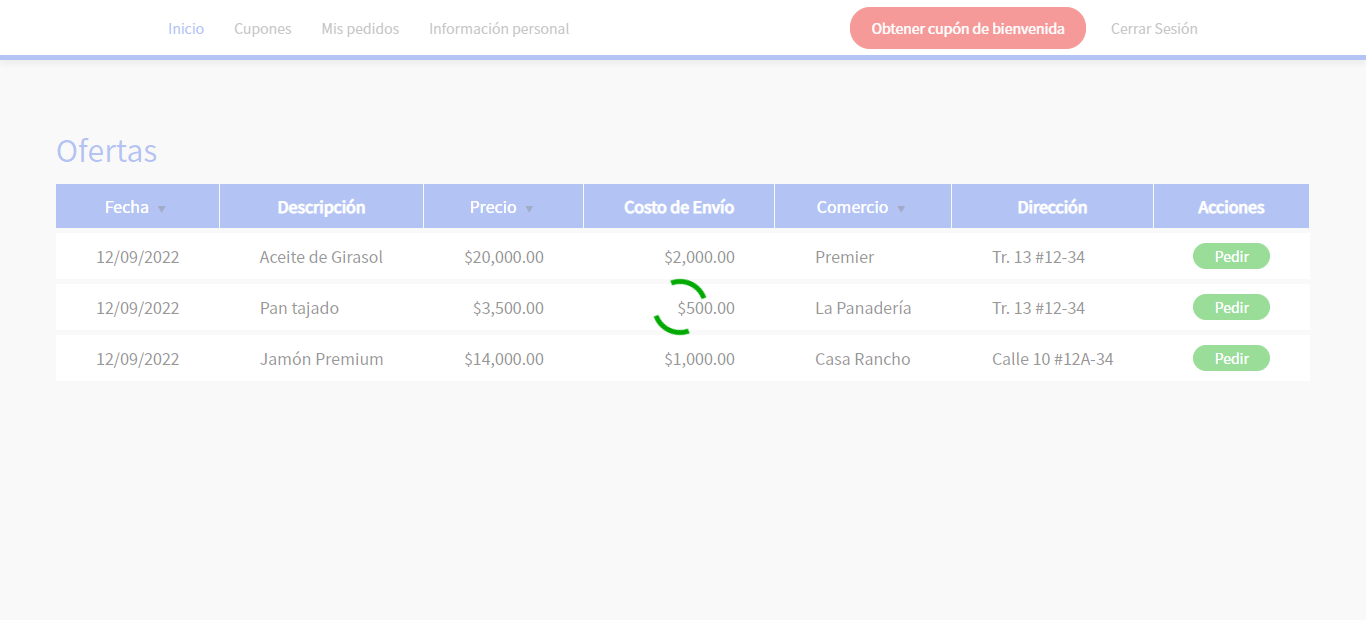 Inicio Cupones Mis pedidos Información personal Obtener cupón de bienvenida Cerrar Sesión
Ofertas
Fecha Descripción Precio Costo de Envío Comercio Dirección Acciones
12/09/2022 Aceite de Girasol $20,000.00 $2,000.00 Premier Tr. 13 #12-34 Pedir
12/09/2022 Pan tajado $3,500.00 $500.00 La Panadería Tr. 13 #12-34 Pedir
12/09/2022 Jamón Premium $14,000.00 $1,000.00 Casa Rancho Calle 10 #12A-34 Pedir